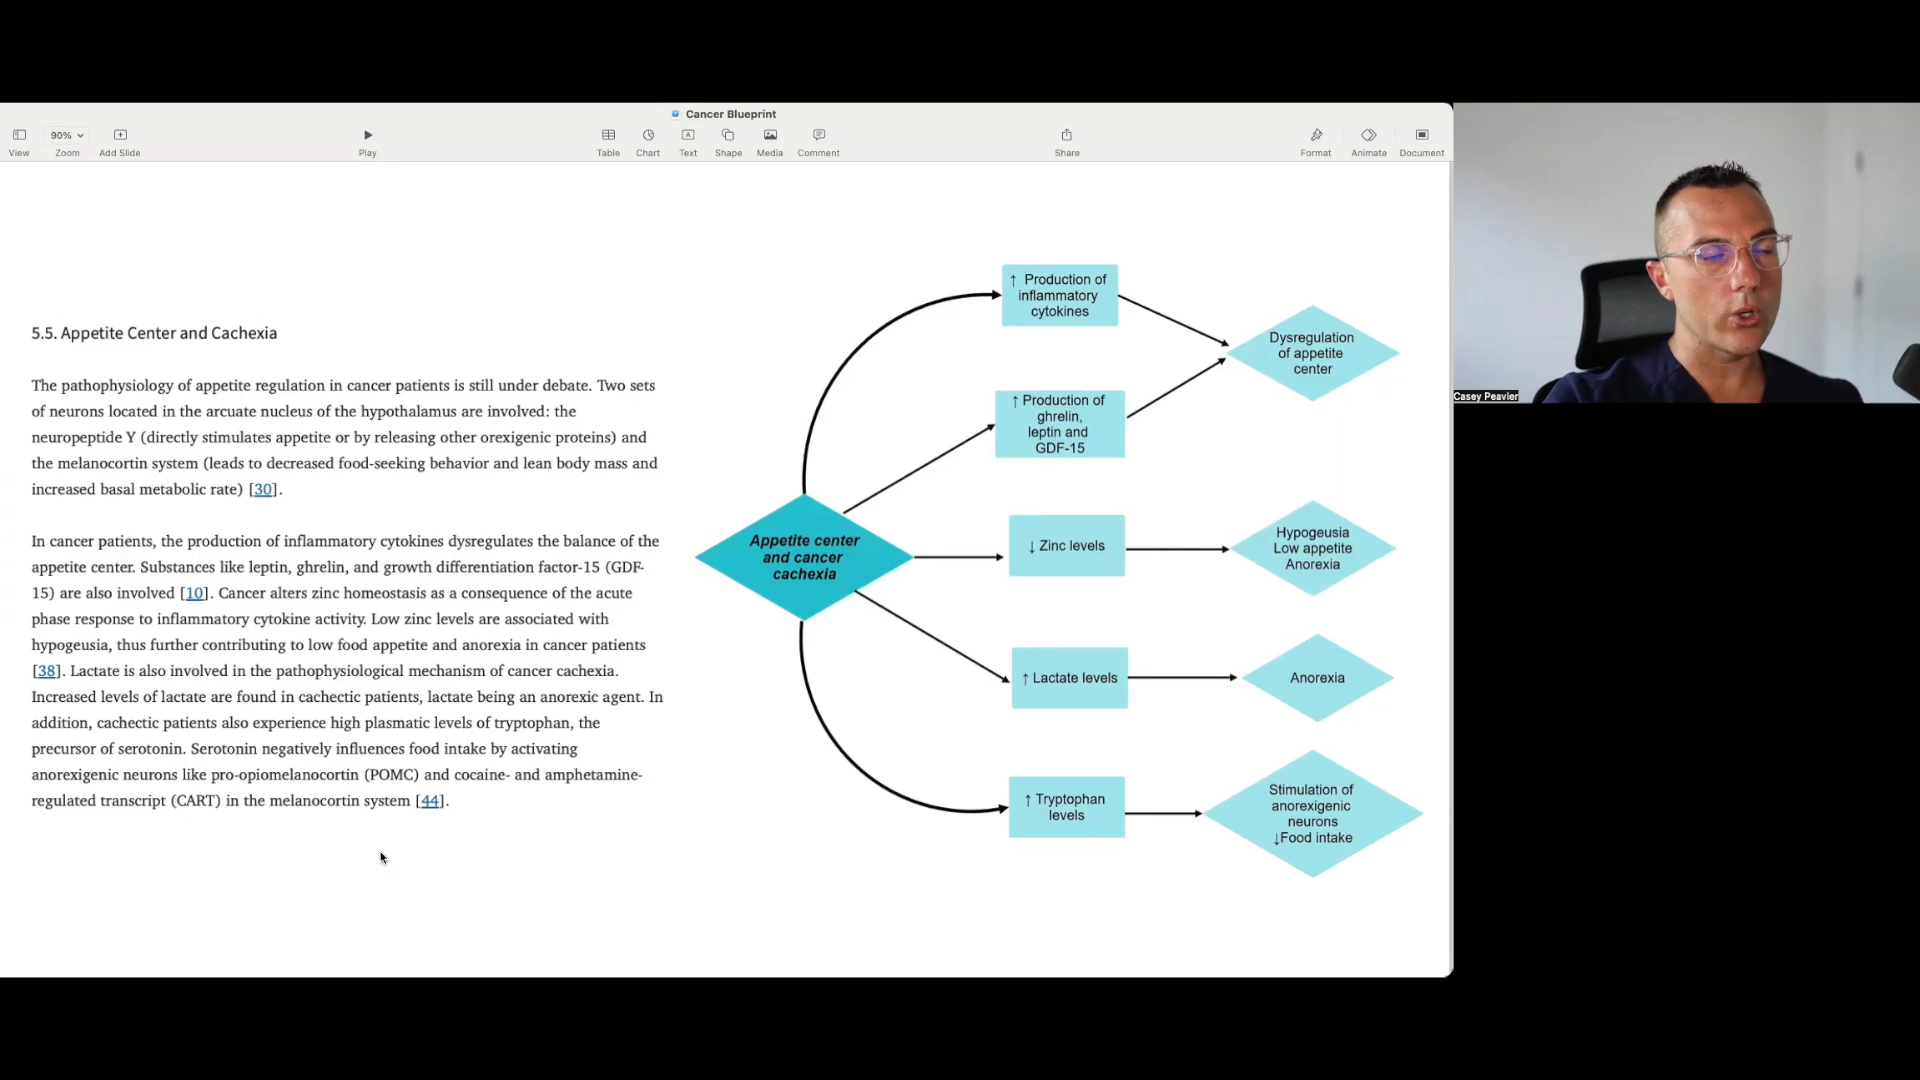 Cancer Blueprint
90%
View
Zoom
Add Slide
Play
Table
Chart
Text
Shape
Media
Comment
Share
Format
Animate
Document
5.5. Appetite Center and Cachexia
The pathophysiology of appetite regulation in cancer patients is still under debate. Two sets
of neurons located in the arcuate nucleus of the hypothalamus are involved: the
neuropeptide Y (directly stimulates appetite or by releasing other orexigenic proteins) and
the melanocortin system (leads to decreased food-seeking behavior and lean body mass and
increased basal metabolic rate) [30].
In cancer patients, the production of inflammatory cytokines dysregulates the balance of the
appetite center. Substances like leptin, ghrelin, and growth differentiation factor-15 (GDF-
15) are also involved [10]. Cancer alters zinc homeostasis as a consequence of the acute
phase response to inflammatory cytokine activity. Low zinc levels are associated with
hypogeusia, thus further contributing to low food appetite and anorexia in cancer patients
[38]. Lactate is also involved in the pathophysiological mechanism of cancer cachexia.
Increased levels of lactate are found in cachectic patients, lactate being an anorexic agent. In
addition, cachectic patients also experience high plasmatic levels of tryptophan, the
precursor of serotonin. Serotonin negatively influences food intake by activating
anorexigenic neurons like pro-opiomelanocortin (POMC) and cocaine- and amphetamine-
regulated transcript (CART) in the melanocortin system [44].
Appetite center
and cancer
cachexia
↑ Production of
inflammatory
cytokines
Dysregulation
of appetite
center
↑ Production of
ghrelin,
leptin and
GDF-15
↓ Zinc levels
Hypogeusia
Low appetite
Anorexia
↑ Lactate levels
Anorexia
↑ Tryptophan
levels
Stimulation of
anorexigenic
neurons
↓Food intake
Casey Peavler